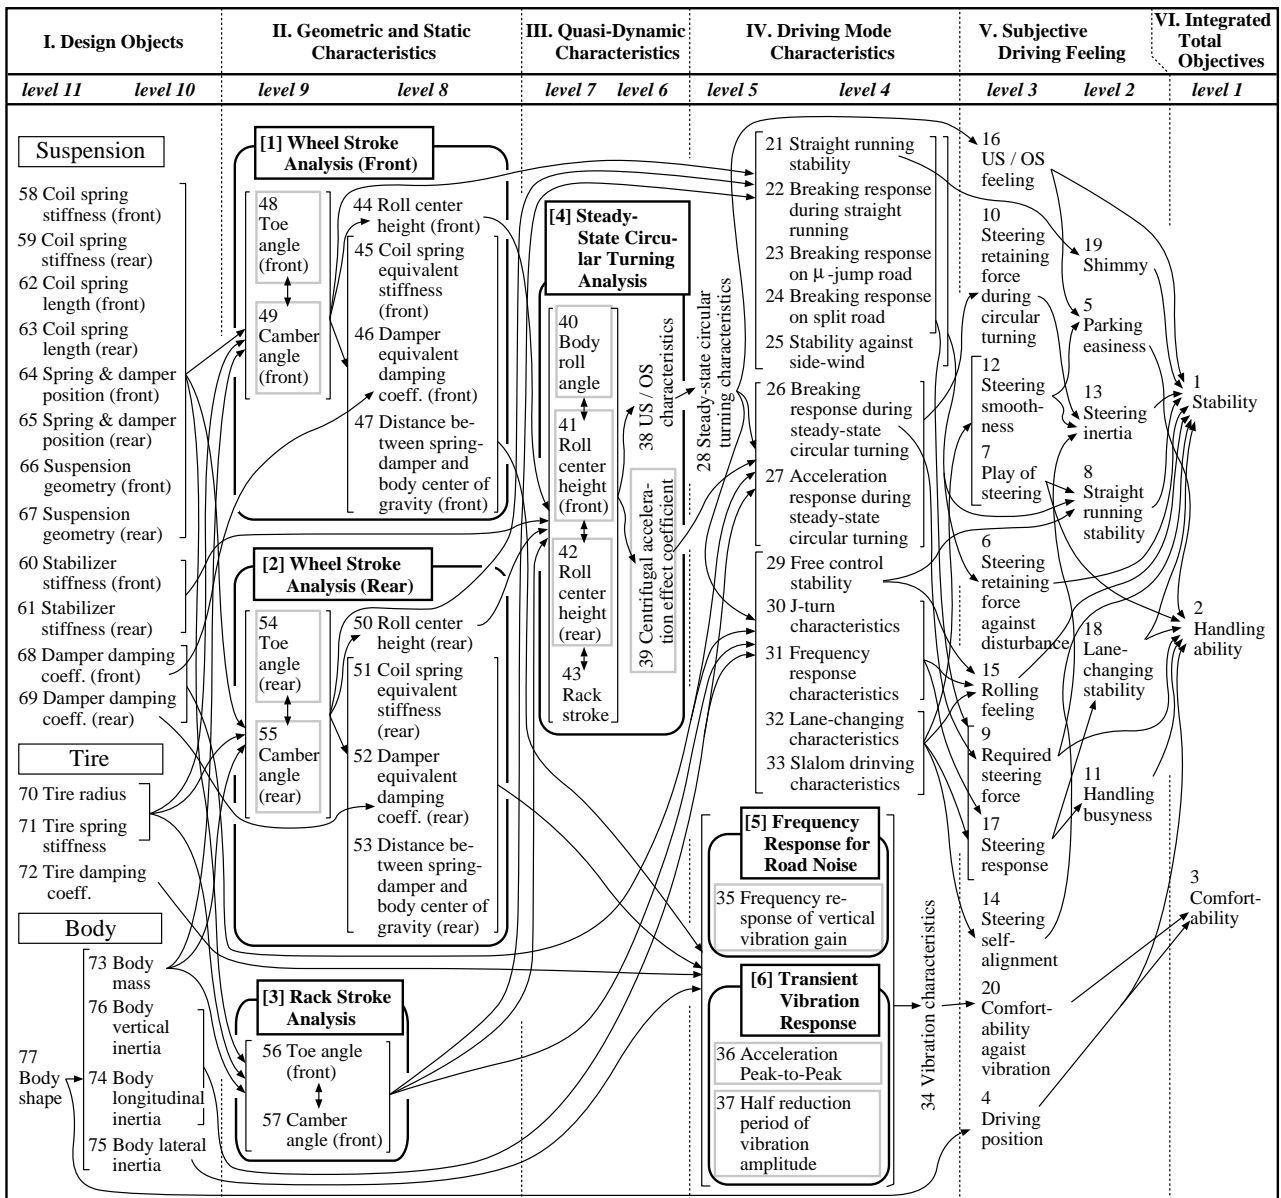 I. Design Objects
II. Geometric and Static
Characteristics
III. Quasi-Dynamic
Characteristics
IV. Driving Mode
Characteristics
V. Subjective
Driving Feeling
VI. Integrated
Total
Objectives
level 11
level 10
level 9
level 8
level 7
level 6
level 5
level 4
level 3
level 2
level 1
Suspension
58 Coil spring
stiffness (front)
59 Coil spring
stiffness (rear)
62 Coil spring
length (front)
63 Coil spring
length (rear)
64 Spring & damper
position (front)
65 Spring & damper
position (rear)
66 Suspension
geometry (front)
67 Suspension
geometry (rear)
60 Stabilizer
stiffness (front)
61 Stabilizer
stiffness (rear)
68 Damper damping
coeff. (front)
69 Damper damping
coeff. (rear)
Tire
70 Tire radius
71 Tire spring
stiffness
72 Tire damping
coeff.
Body
73 Body
mass
76 Body
vertical
inertia
77
Body
shape
74 Body
longitudinal
inertia
75 Body lateral
inertia
[1] Wheel Stroke
Analysis (Front)
48
Toe
angle
(front)
49
Camber
angle
(front)
44 Roll center
height (front)
45 Coil spring
equivalent
stiffness
(front)
46 Damper
equivalent
damping
coeff. (front)
47 Distance be-
tween spring-
damper and
body center of
gravity (front)
[2] Wheel Stroke
Analysis (Rear)
54
Toe
angle
(rear)
55
Camber
angle
(rear)
50 Roll center
height (rear)
51 Coil spring
equivalent
stiffness
(rear)
52 Damper
equivalent
damping
coeff. (rear)
53 Distance be-
tween spring-
damper and
body center of
gravity (rear)
[3] Rack Stroke
Analysis
56 Toe angle
(front)
57 Camber
angle (front)
[4] Steady-
State Circu-
lar Turning
Analysis
40
Body
roll
angle
41
Roll
center
height
(front)
42
Roll
center
height
(rear)
43
Rack
stroke
38 US / OS
characteristics
39 Centrifugal accelera-
tion effect coefficient
28 Steady-state circular
turning characteristics
21 Straight running
stability
22 Breaking response
during straight
running
23 Breaking response
on μ-jump road
24 Breaking response
on split road
25 Stability against
side-wind
26 Breaking
response during
steady-state
circular turning
27 Acceleration
response during
steady-state
circular turning
29 Free control
stability
30 J-turn
characteristics
31 Frequency
response
characteristics
32 Lane-changing
characteristics
33 Slalom drinving
characteristics
[5] Frequency
Response for
Road Noise
35 Frequency re-
sponse of vertical
vibration gain
[6] Transient
Vibration
Response
36 Acceleration
Peak-to-Peak
37 Half reduction
period of
vibration
amplitude
34 Vibration characteristics
16
US / OS
feeling
10
Steering
retaining
force
during
circular
turning
12
Steering
smooth-
ness
7
Play of
steering
6
Steering
retaining
force
against
disturbance
15
Rolling
feeling
9
Required
steering
force
17
Steering
response
14
Steering
self-
alignment
20
Comfort-
ability
agaist
vibration
4
Driving
position
19
Shimmy
5
Parking
easiness
13
Steering
inertia
8
Straight
running
stability
18
Lane-
changing
stability
11
Handling
busyness
1
Stability
2
Handling
ability
3
Comfort-
ability